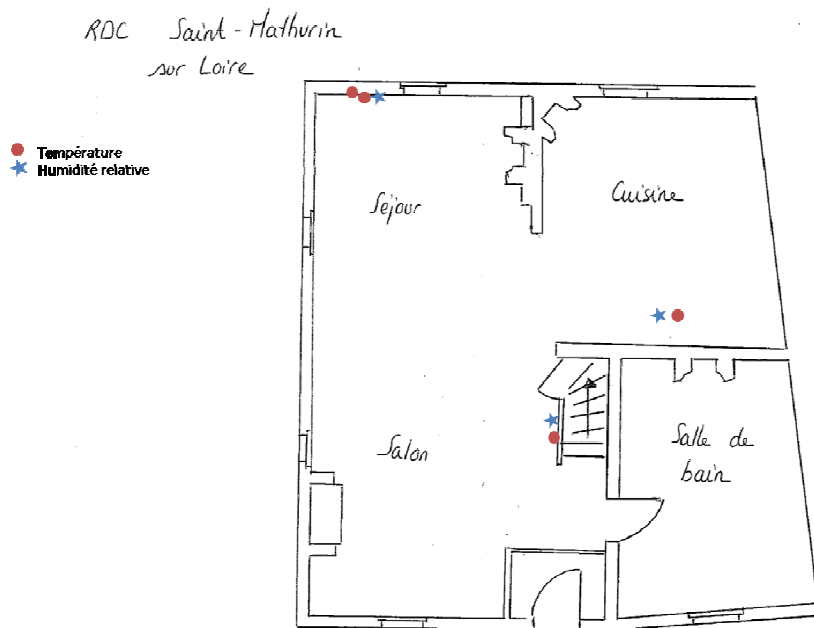 RDC Saint-Mathurin
sur Loire
Température
Humidité relative
Séjour
Cuisine
Salon
Salle de
bain